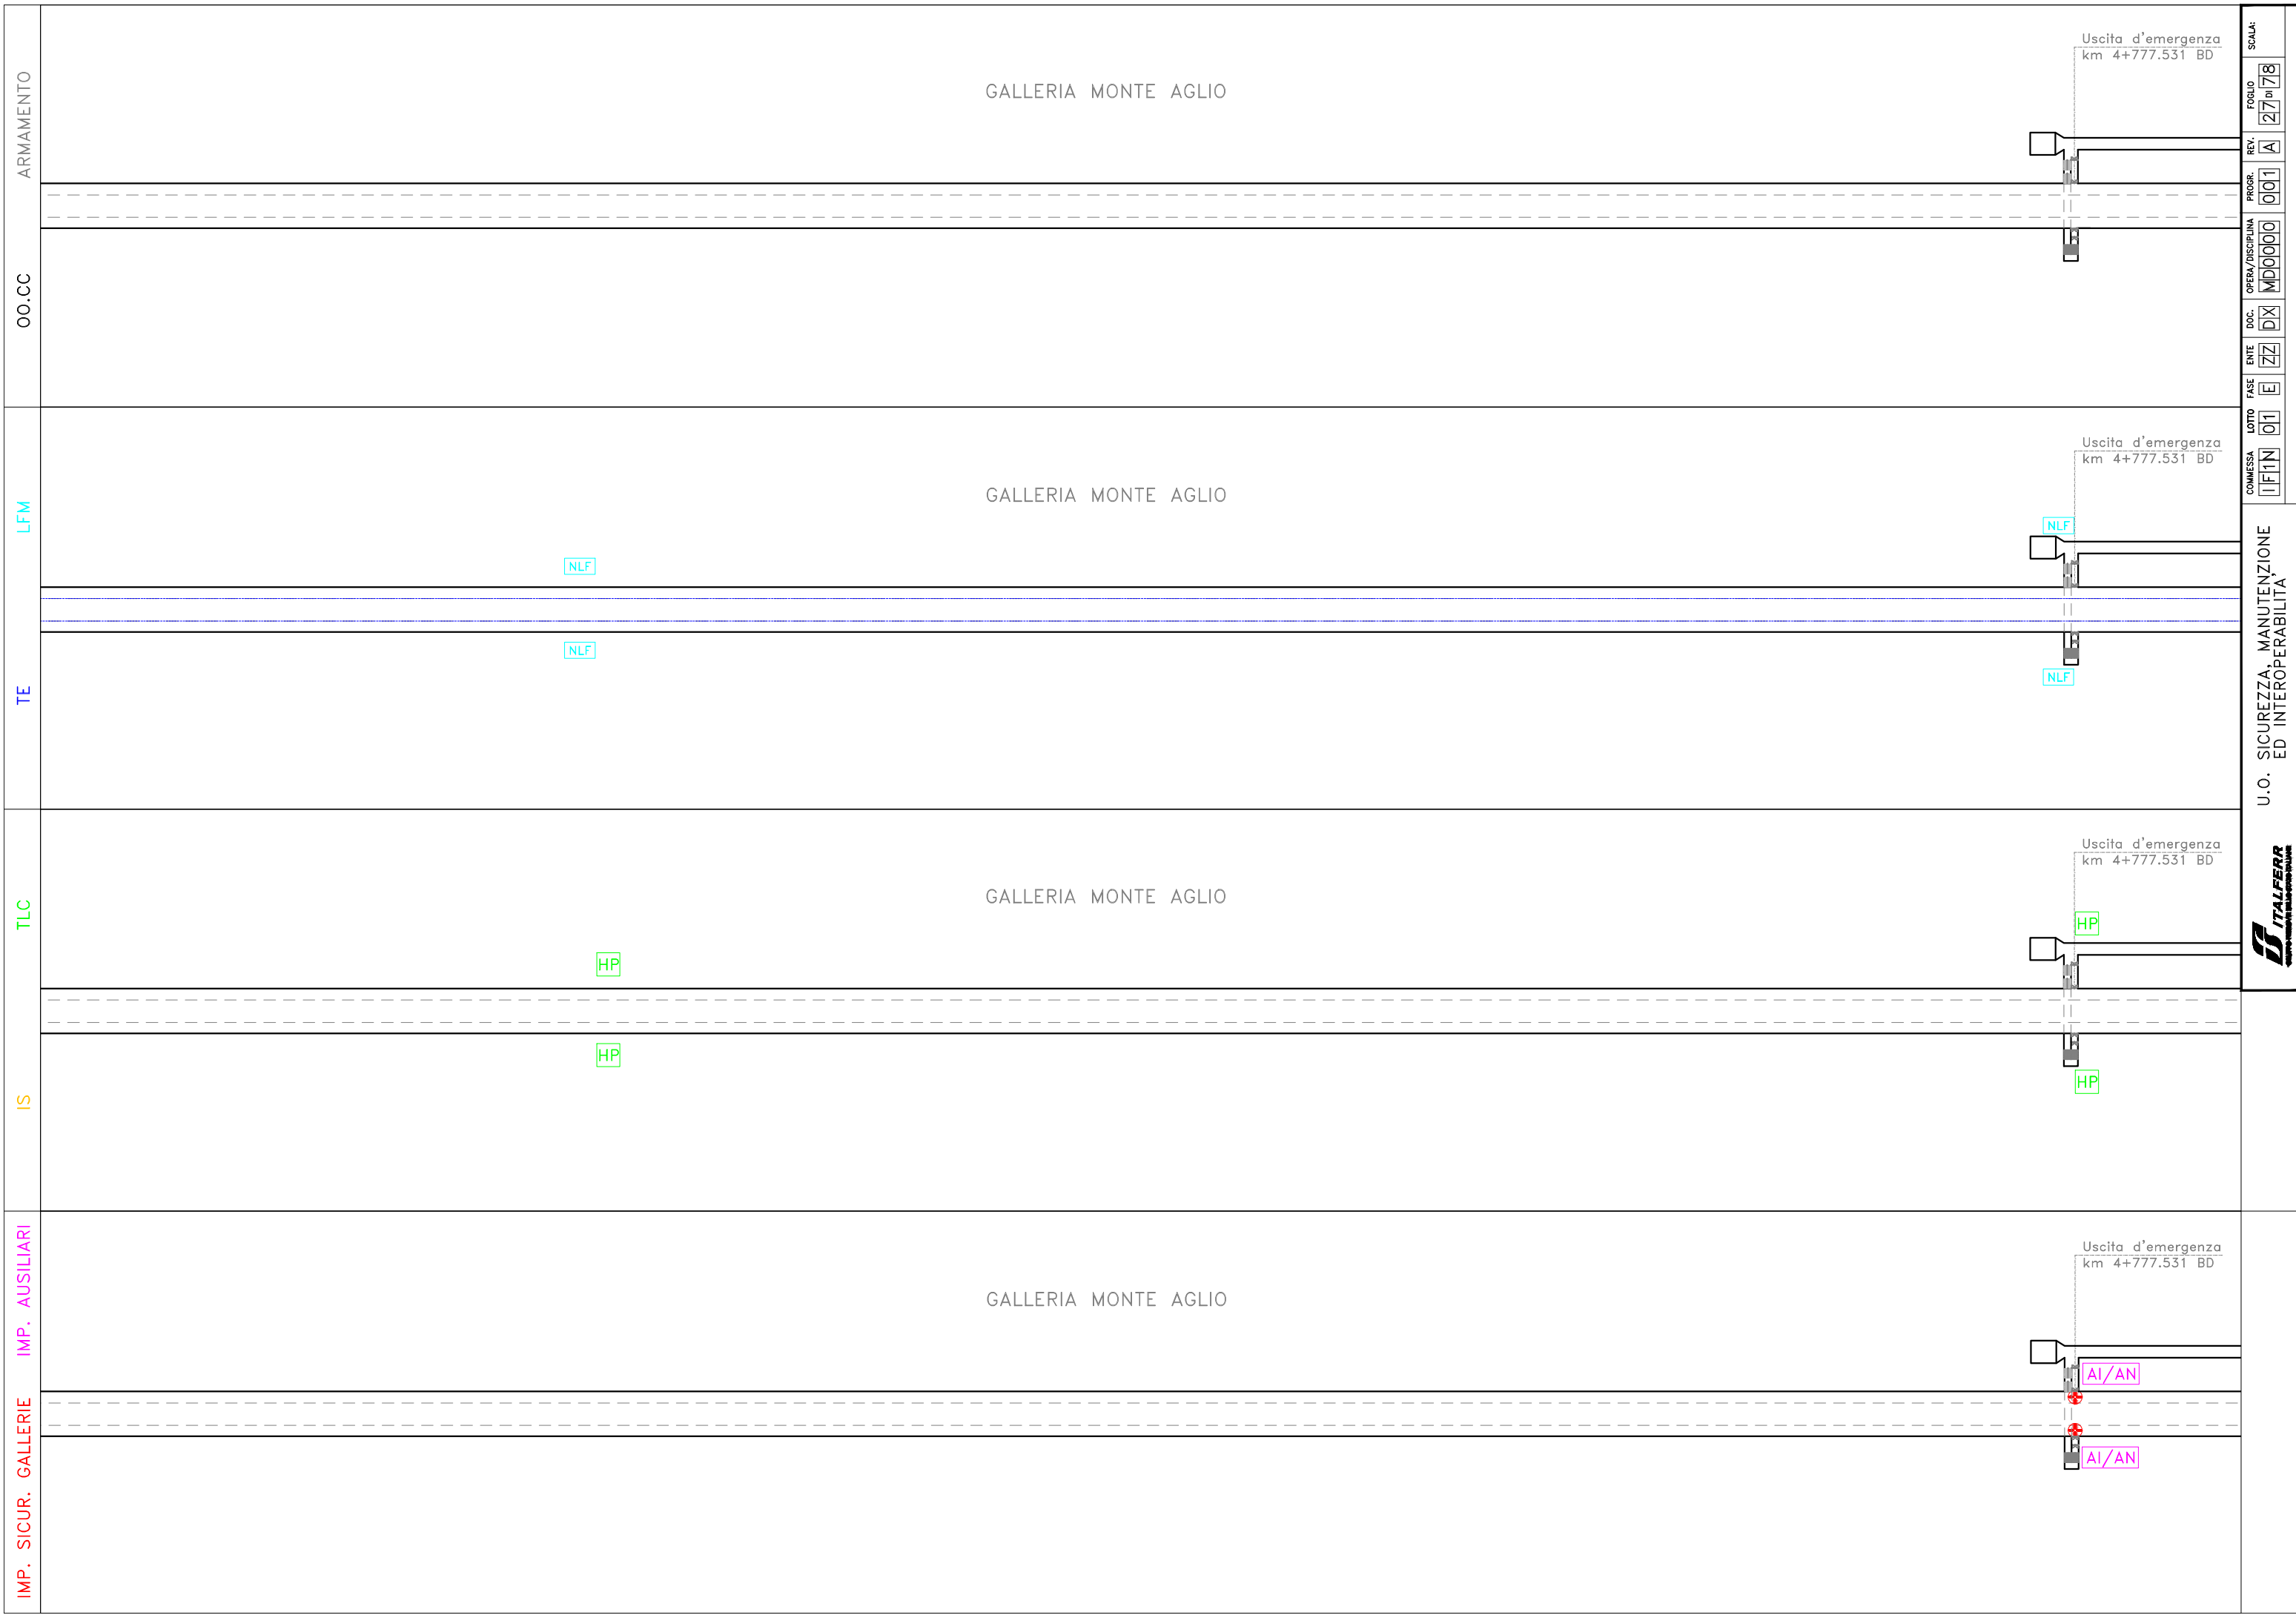 ARMAMENTO
OO.CC
GALLERIA MONTE AGLIO
Uscita d'emergenza
km 4+777.531 BD
LFM
TE
GALLERIA MONTE AGLIO
Uscita d'emergenza
km 4+777.531 BD
NLF
NLF
NLF
NLF
TLC
IS
GALLERIA MONTE AGLIO
Uscita d'emergenza
km 4+777.531 BD
HP
HP
HP
HP
IMP. AUSILIARI
IMP. SICUR. GALLERIE
GALLERIA MONTE AGLIO
Uscita d'emergenza
km 4+777.531 BD
AI/AN
AI/AN
ITALFERR
U.O. SICUREZZA, MANUTENZIONE
ED INTEROPERABILITA'
COMMESSA LOTTO FASE ENTE DOC. OPERA/DISCIPLINA PROGR. REV. FOGLIO SCALA:
IF1N 01 E ZZ DX MD0000 001 A 27 DI 78